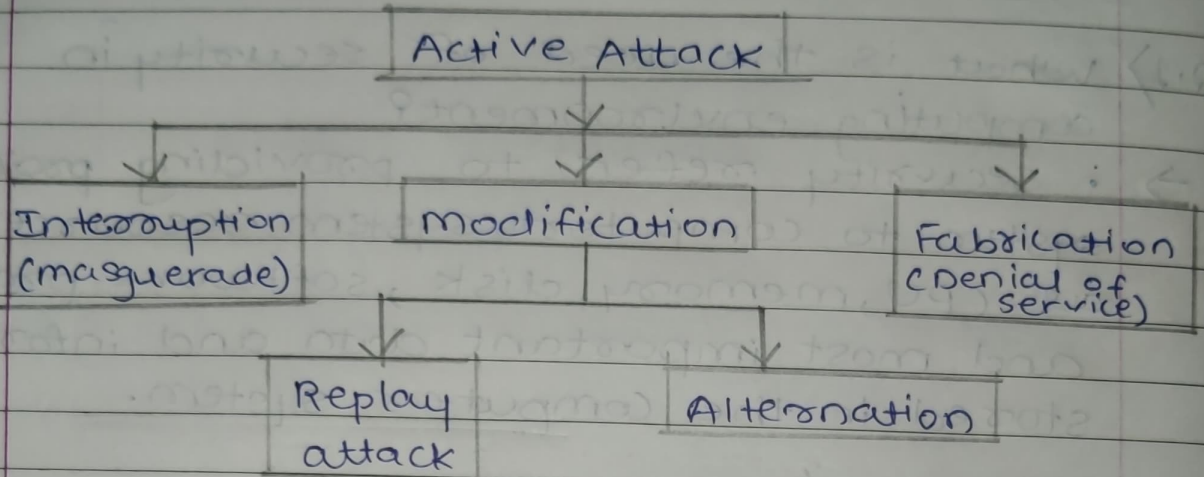 Active Attack
Interruption
(masquerade)
modification
Fabrication
(Denial of
service)
Replay
attack
Alternation